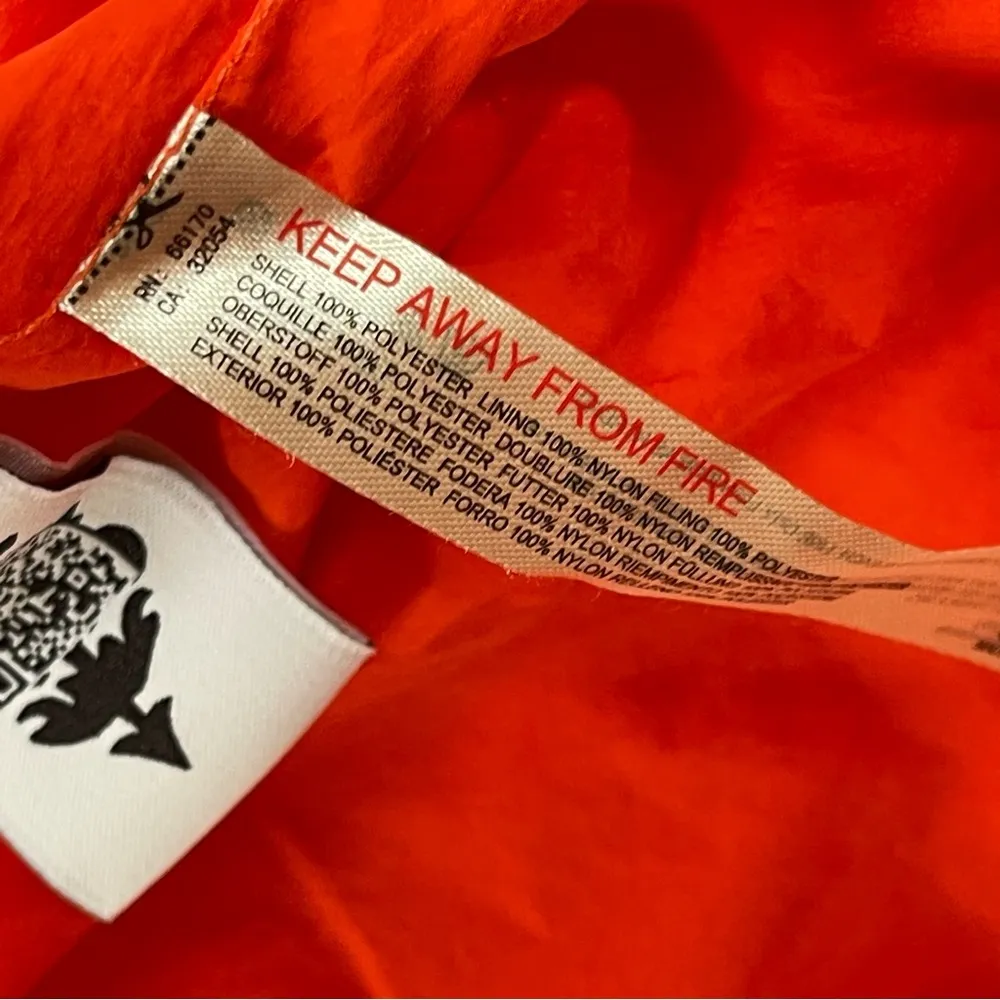 RN: 66170
CA: 32054
KEEP AWAY FROM FIRE
SHELL 100% POLYESTER LINING 100% NYLON FILLING 100% POLYESTER
COQUILLE 100% POLYESTER DOUBLURE 100% NYLON
OBERSTOFF 100% POLYESTER FUTTER 100% NYLON
SHELL 100% POLIESTERE FODERA 100% NYLON
EXTERIOR 100% POLIÉSTER FORRO 100% NYLON